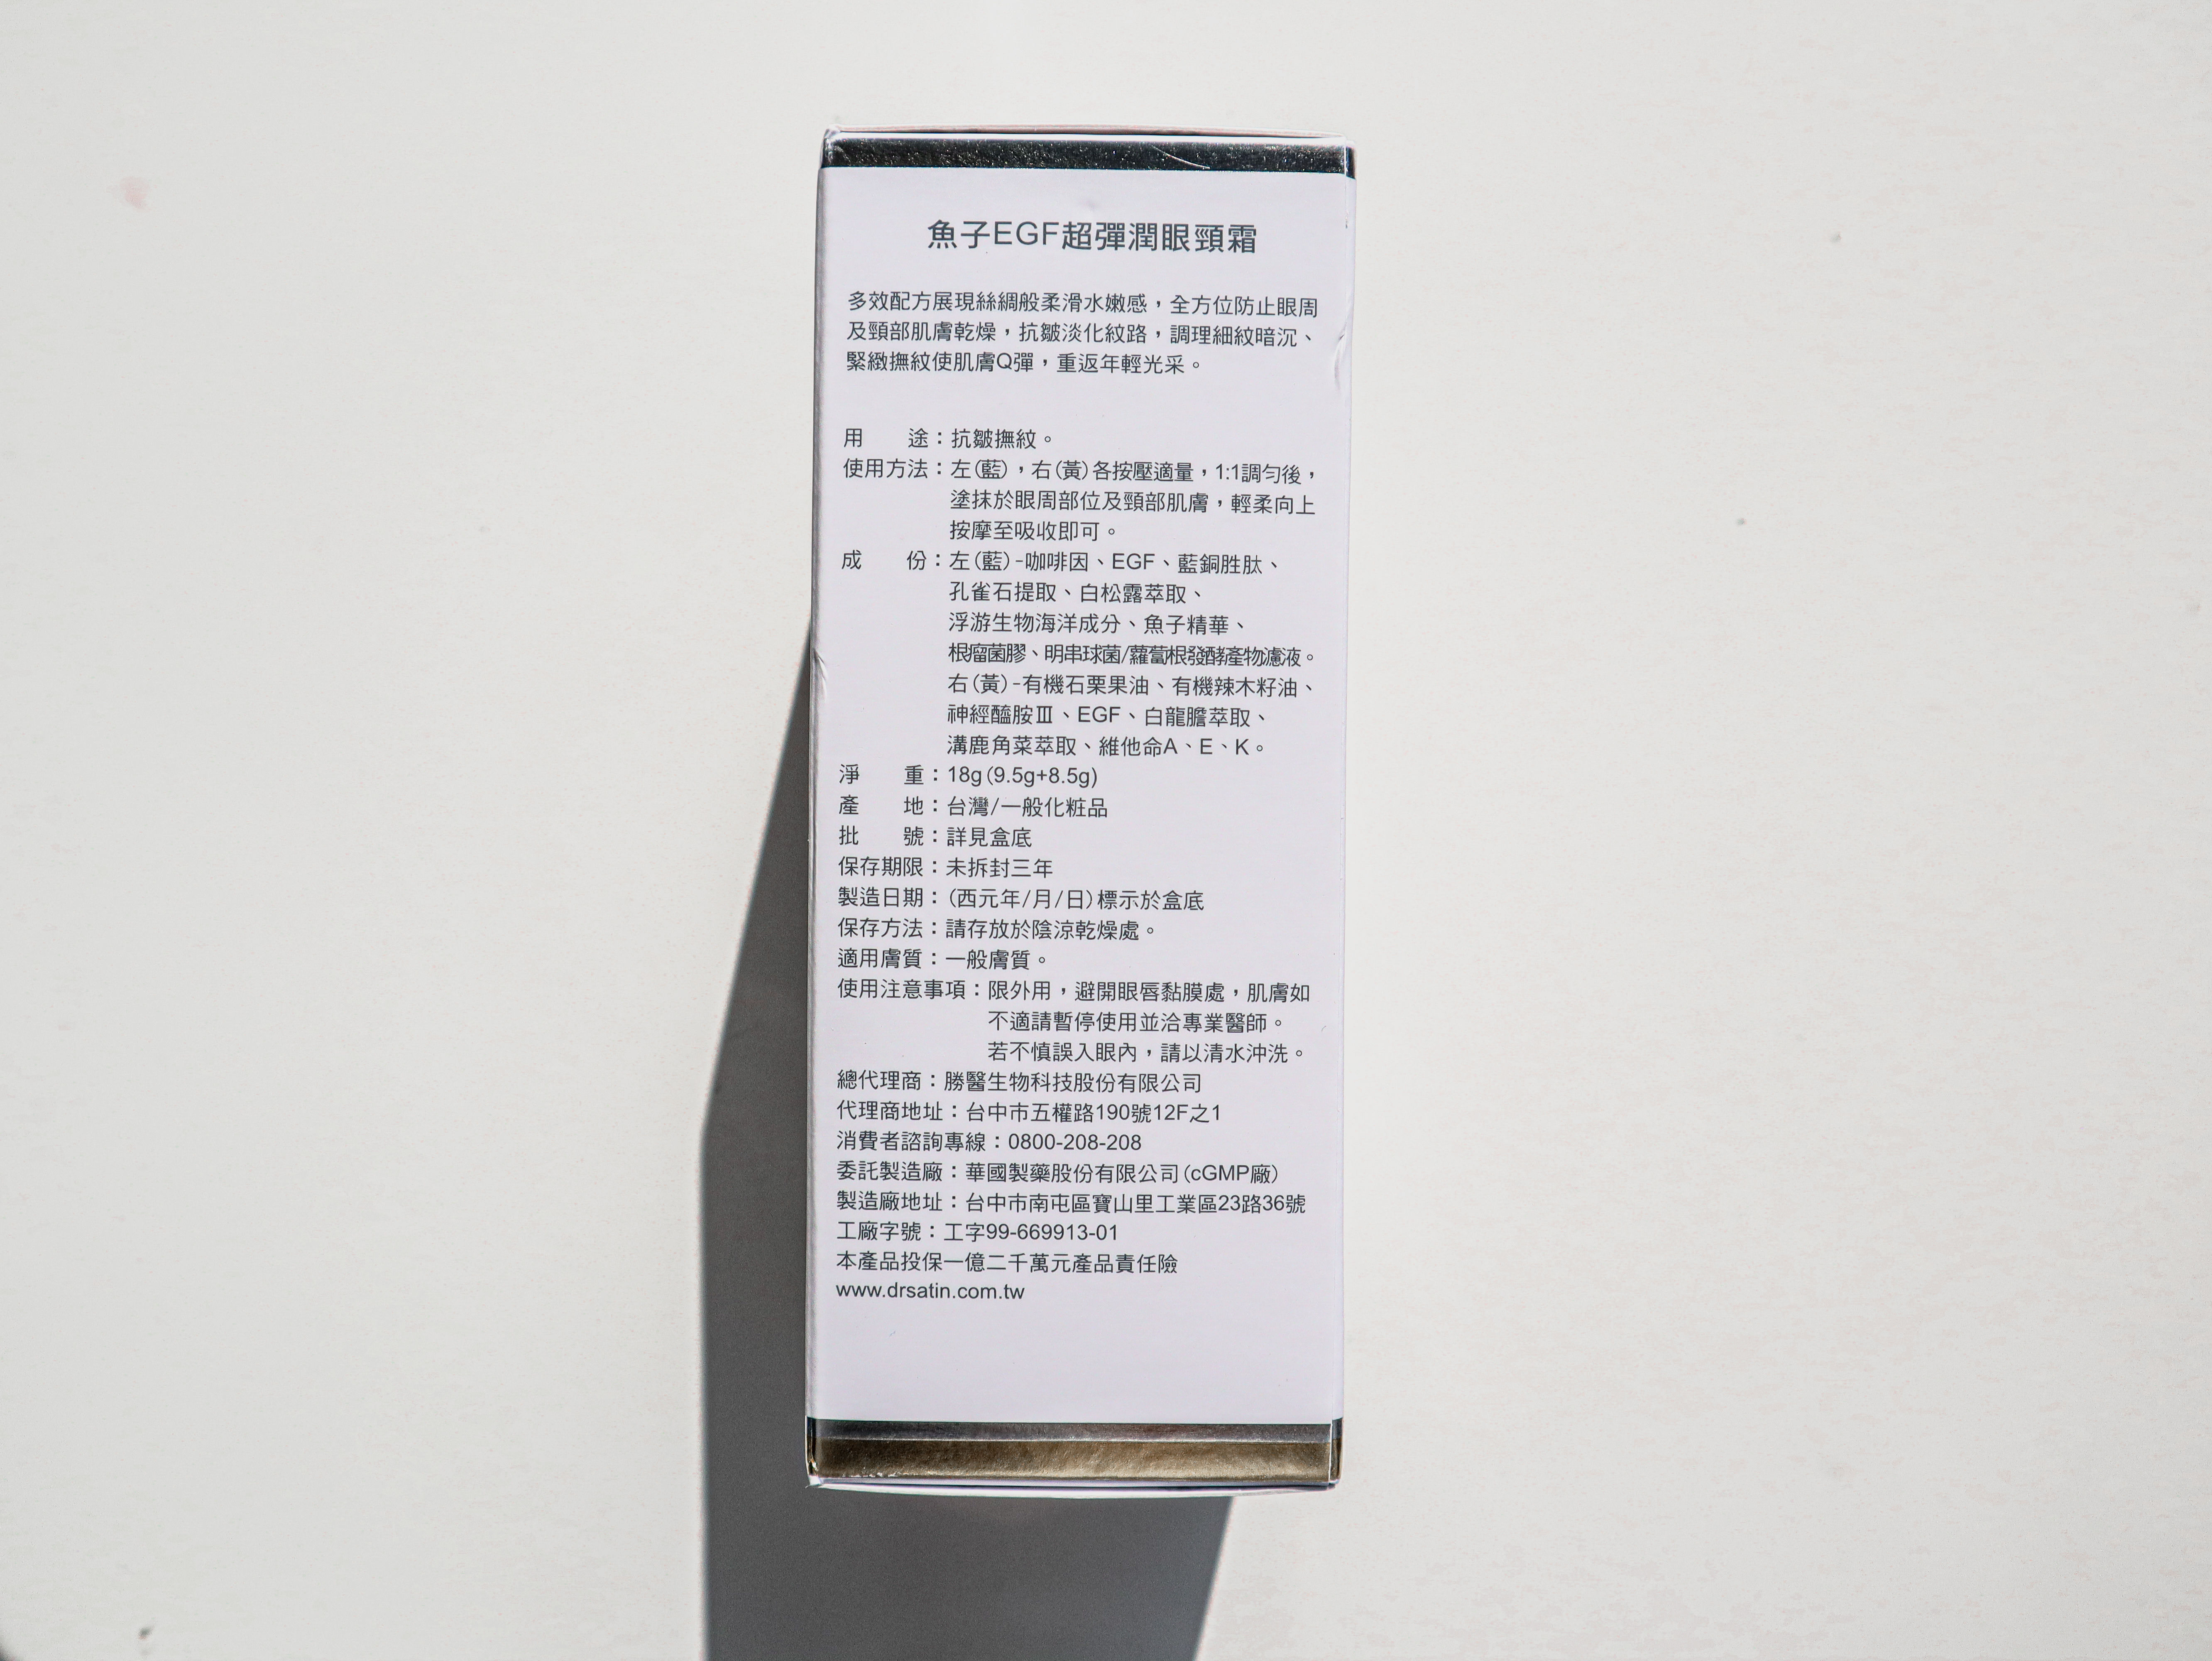 魚子EGF超彈潤眼頸霜
多效配方展現絲綢般柔滑水嫩感，全方位防止眼周
及頸部肌膚乾燥，抗皺淡化紋路，調理細紋暗沉、
緊緻撫紋使肌膚Q彈，重返年輕光采。
用　　途：抗皺撫紋。
使用方法：左(藍)，右(黃)各按壓適量，1:1調勻後，
塗抹於眼周部位及頸部肌膚，輕柔向上
按摩至吸收即可。
成　　份：左(藍)-咖啡因、EGF、藍銅胜肽、
孔雀石提取、白松露萃取、
浮游生物海洋成分、魚子精華、
根瘤菌膠、明串球菌/蘿蔔根發酵產物濾液。
右(黃)-有機石栗果油、有機辣木籽油、
神經醯胺Ⅲ、EGF、白龍膽萃取、
溝鹿角菜萃取、維他命A、E、K。
淨　　重：18g(9.5g+8.5g)
產　　地：台灣/一般化粧品
批　　號：詳見盒底
保存期限：未拆封三年
製造日期：(西元年/月/日)標示於盒底
保存方法：請存放於陰涼乾燥處。
適用膚質：一般膚質。
使用注意事項：限外用，避開眼唇黏膜處，肌膚如
不適請暫停使用並洽專業醫師。
若不慎誤入眼內，請以清水沖洗。
總代理商：勝醫生物科技股份有限公司
代理商地址：台中市五權路190號12F之1
消費者諮詢專線：0800-208-208
委託製造廠：華國製藥股份有限公司(cGMP廠)
製造廠地址：台中市南屯區寶山里工業區23路36號
工廠字號：工字99-669913-01
本產品投保一億二千萬元產品責任險
www.drsatin.com.tw